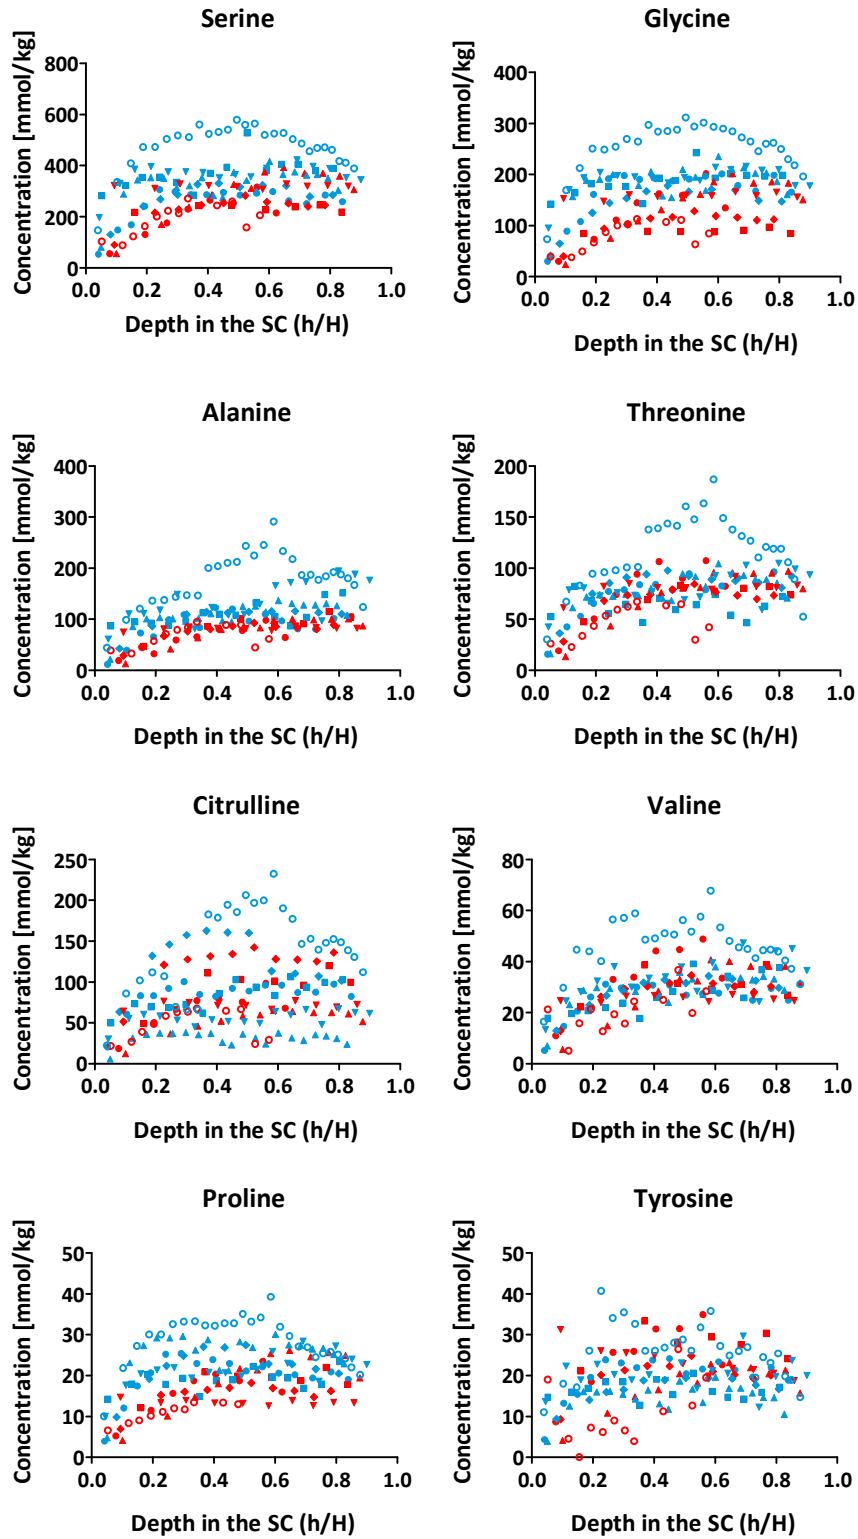 Serine
Concentration [mmol/kg]
800
600
400
200
0
0.0 0.2 0.4 0.6 0.8 1.0
Depth in the SC (h/H)
Glycine
Concentration [mmol/kg]
400
300
200
100
0
0.0 0.2 0.4 0.6 0.8 1.0
Depth in the SC (h/H)
Alanine
Concentration [mmol/kg]
400
300
200
100
0
0.0 0.2 0.4 0.6 0.8 1.0
Depth in the SC (h/H)
Threonine
Concentration [mmol/kg]
200
150
100
50
0
0.0 0.2 0.4 0.6 0.8 1.0
Depth in the SC (h/H)
Citrulline
Concentration [mmol/kg]
250
200
150
100
50
0
0.0 0.2 0.4 0.6 0.8 1.0
Depth in the SC (h/H)
Valine
Concentration [mmol/kg]
80
60
40
20
0
0.0 0.2 0.4 0.6 0.8 1.0
Depth in the SC (h/H)
Proline
Concentration [mmol/kg]
50
40
30
20
10
0
0.0 0.2 0.4 0.6 0.8 1.0
Depth in the SC (h/H)
Tyrosine
Concentration [mmol/kg]
50
40
30
20
10
0
0.0 0.2 0.4 0.6 0.8 1.0
Depth in the SC (h/H)